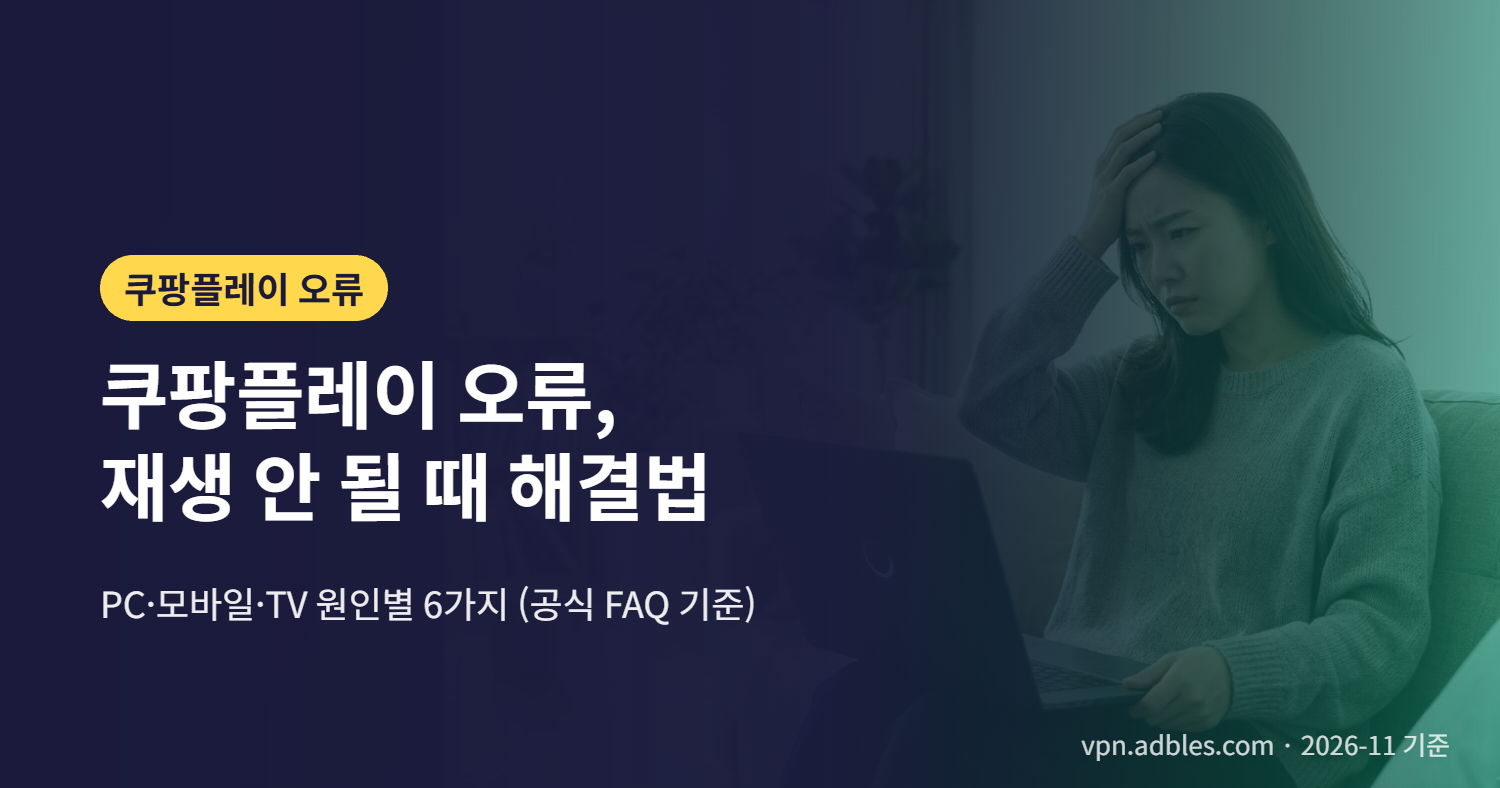 쿠팡플레이 오류
쿠팡플레이 오류,
재생 안 될 때 해결법
PC·모바일·TV 원인별 6가지 (공식 FAQ 기준)
vpn.adbles.com · 2026-11 기준